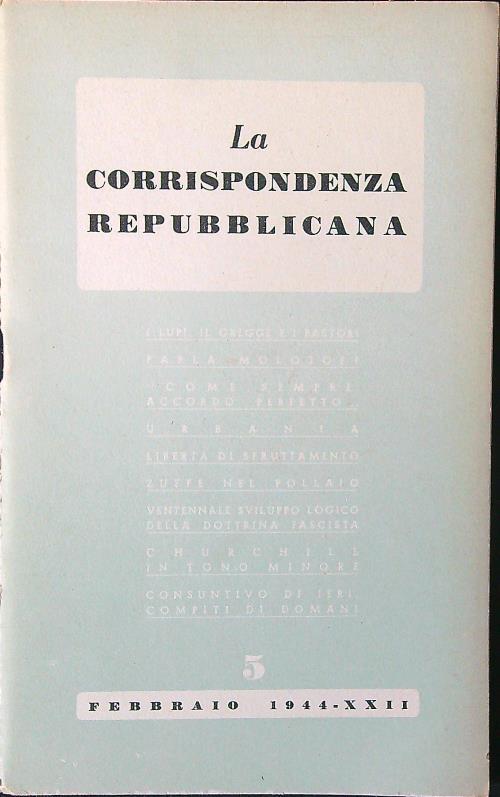 La
CORRISPONDENZA
REPUBBLICANA
I LUPI, IL GREGGE E I PASTORI
PARLA MOLOTOFF
"COME SEMPRE
ACCORDO PERFETTO"
URBANIA
LIBERTÀ DI SFRUTTAMENTO
ZUFFE NEL POLLAIO
VENTENNALE SVILUPPO LOGICO
DELLA DOTTRINA FASCISTA
CHURCHILL
IN TONO MINORE
CONSUNTIVO DI IERI,
COMPITI DI DOMANI
5
FEBBRAIO 1944-XXII